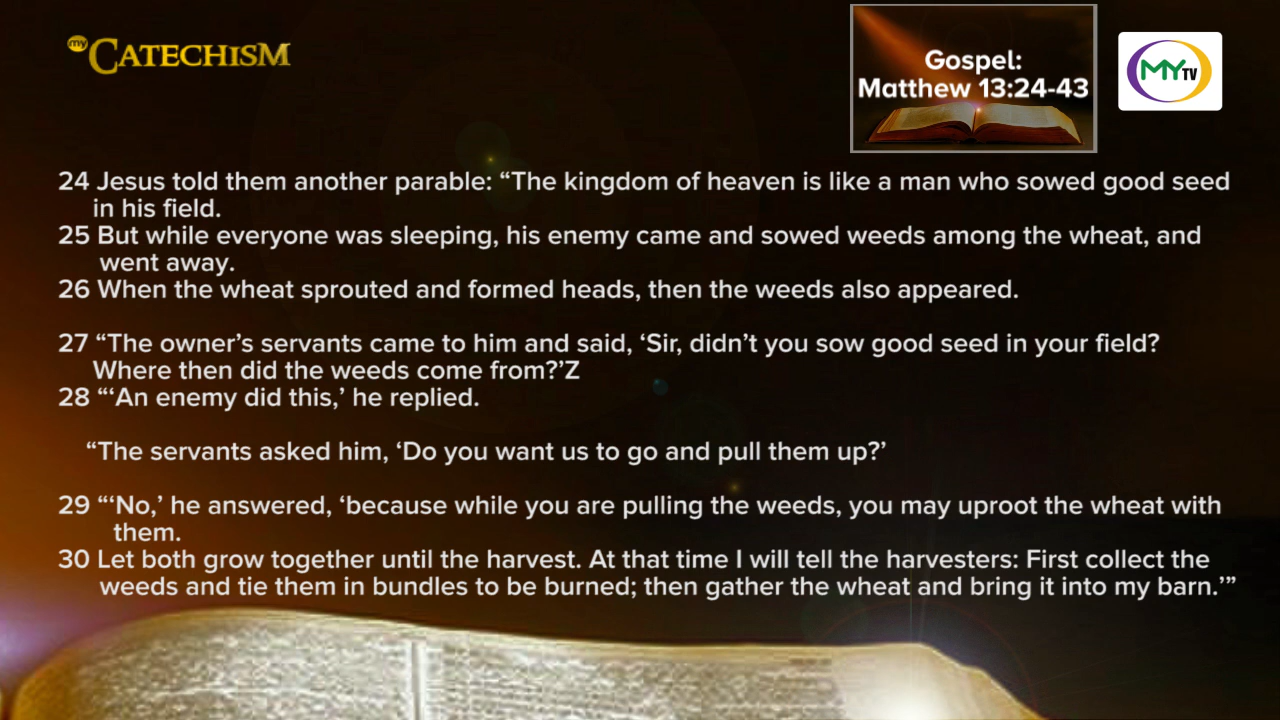 my CATECHISM
Gospel:
Matthew 13:24-43
MY TV
24 Jesus told them another parable: “The kingdom of heaven is like a man who sowed good seed
in his field.
25 But while everyone was sleeping, his enemy came and sowed weeds among the wheat, and
went away.
26 When the wheat sprouted and formed heads, then the weeds also appeared.
27 “The owner’s servants came to him and said, ‘Sir, didn’t you sow good seed in your field?
Where then did the weeds come from?’Z
28 “‘An enemy did this,’ he replied.
“The servants asked him, ‘Do you want us to go and pull them up?’
29 “‘No,’ he answered, ‘because while you are pulling the weeds, you may uproot the wheat with
them.
30 Let both grow together until the harvest. At that time I will tell the harvesters: First collect the
weeds and tie them in bundles to be burned; then gather the wheat and bring it into my barn.’”